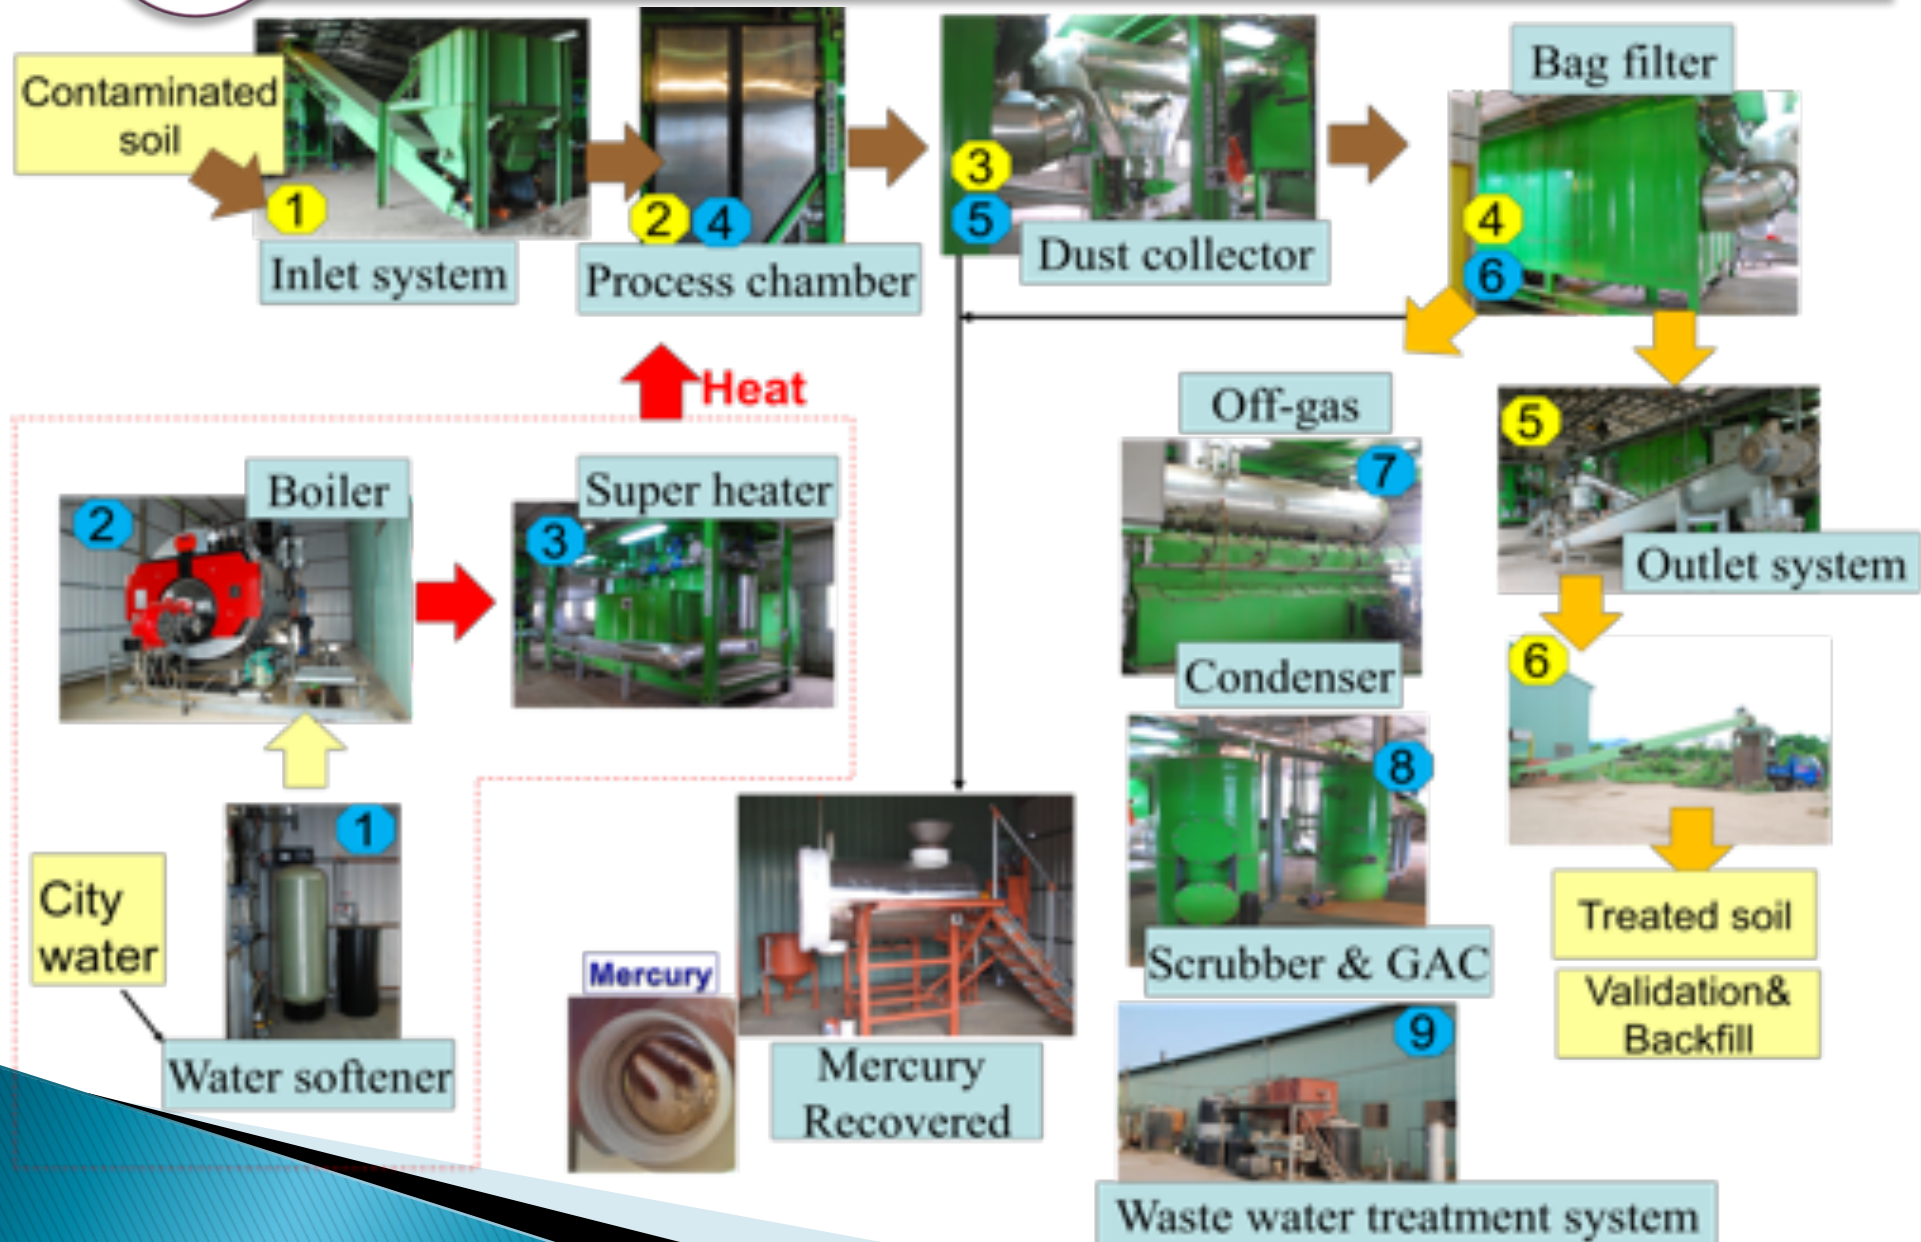 Contaminated
soil
1
Inlet system
2
4
Process chamber
3
5
Dust collector
Bag filter
4
6
Heat
Boiler
2
Super heater
3
City
water
1
Water softener
Mercury
Mercury
Recovered
Off-gas
7
Condenser
8
Scrubber & GAC
9
Waste water treatment system
5
Outlet system
6
Treated soil
Validation&
Backfill